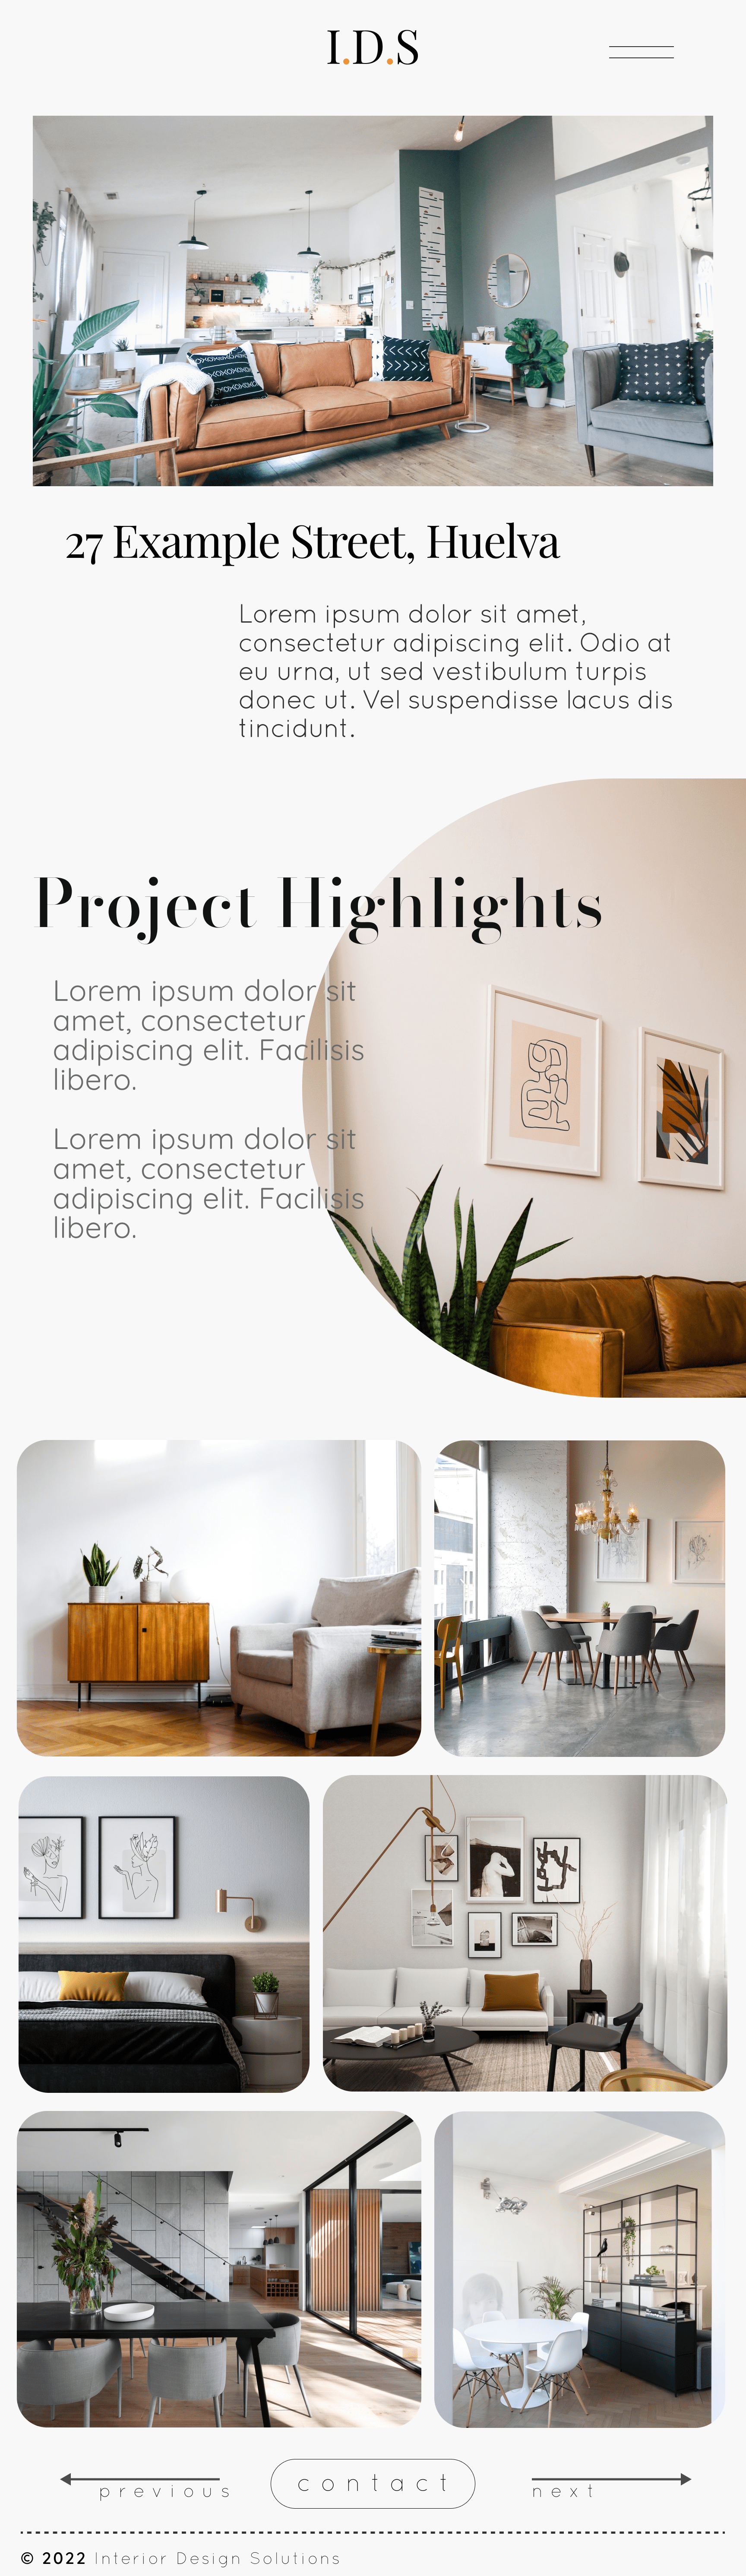 I.D.S
27 Example Street, Huelva
Lorem ipsum dolor sit amet,
consectetur adipiscing elit. Odio at
eu urna, ut sed vestibulum turpis
donec ut. Vel suspendisse lacus dis
tincidunt.
Project Highlights
Lorem ipsum dolor sit
amet, consectetur
adipiscing elit. Facilisis
libero.
Lorem ipsum dolor sit
amet, consectetur
adipiscing elit. Facilisis
libero.
previous
contact
next
© 2022 Interior Design Solutions